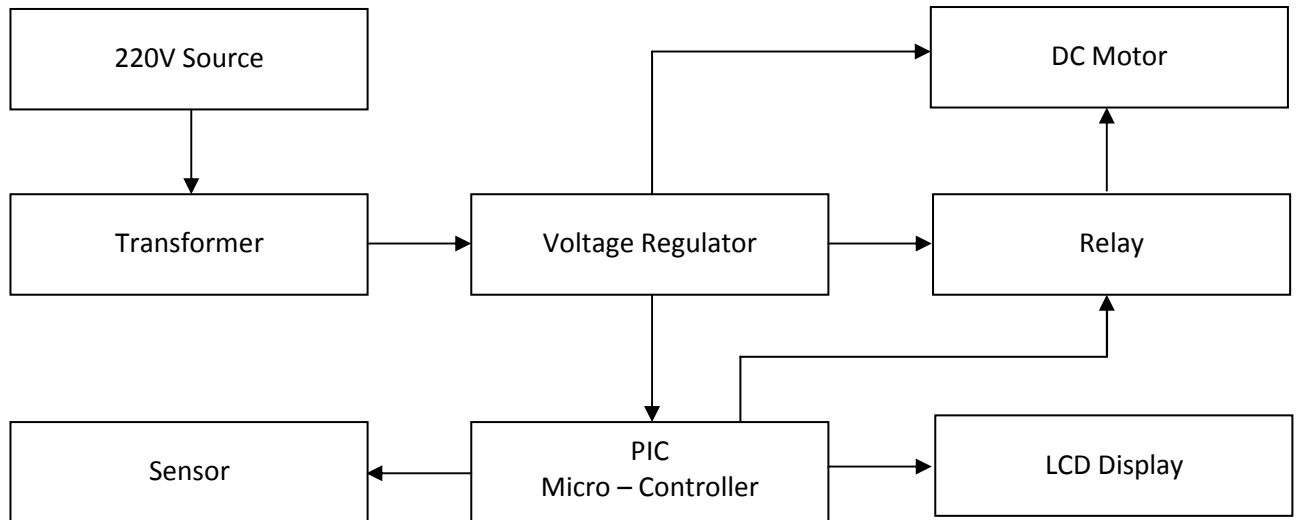 220V Source
DC Motor
Transformer
Voltage Regulator
Relay
Sensor
PIC
Micro – Controller
LCD Display